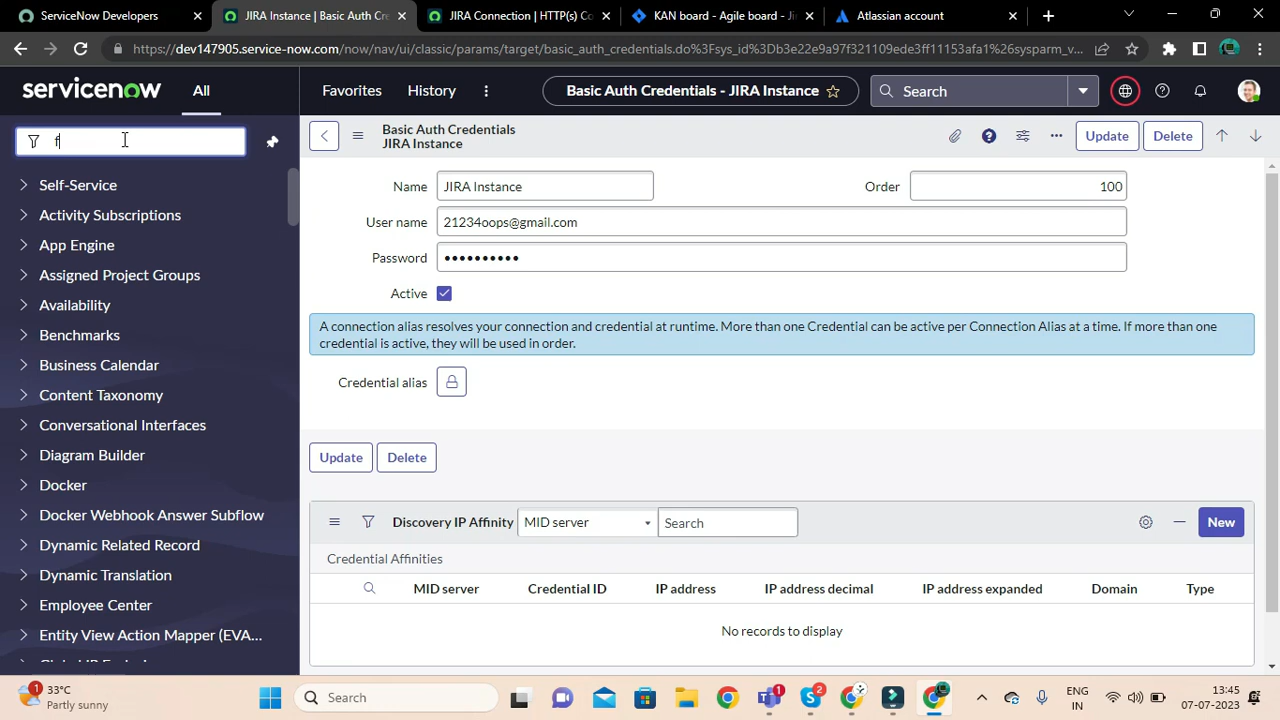 ServiceNow Developers
JIRA Instance | Basic Auth Cre
JIRA Connection | HTTP(s) Co
KAN board - Agile board - Jir
Atlassian account
https://dev147905.service-now.com/now/nav/ui/classic/params/target/basic_auth_credentials.do%3Fsys_id%3Db3e22e9a97f3021109ede3ff11153afa1%26sysparm_v...
servicenow
All
Favorites
History
Basic Auth Credentials - JIRA Instance
Search
f
Basic Auth Credentials
JIRA Instance
Update
Delete
Self-Service
Activity Subscriptions
App Engine
Assigned Project Groups
Availability
Benchmarks
Business Calendar
Content Taxonomy
Conversational Interfaces
Diagram Builder
Docker
Docker Webhook Answer Subflow
Dynamic Related Record
Dynamic Translation
Employee Center
Entity View Action Mapper (EVA...
Name
JIRA Instance
Order
100
User name
21234oops@gmail.com
Password
Active
A connection alias resolves your connection and credential at runtime. More than one Credential can be active per Connection Alias at a time. If more than one
credential is active, they will be used in order.
Credential alias
Update
Delete
Discovery IP Affinity
MID server
Search
New
Credential Affinities
MID server
Credential ID
IP address
IP address decimal
IP address expanded
Domain
Type
No records to display
1
33°C
Partly sunny
Search
1
2
ENG
IN
13:45
07-07-2023